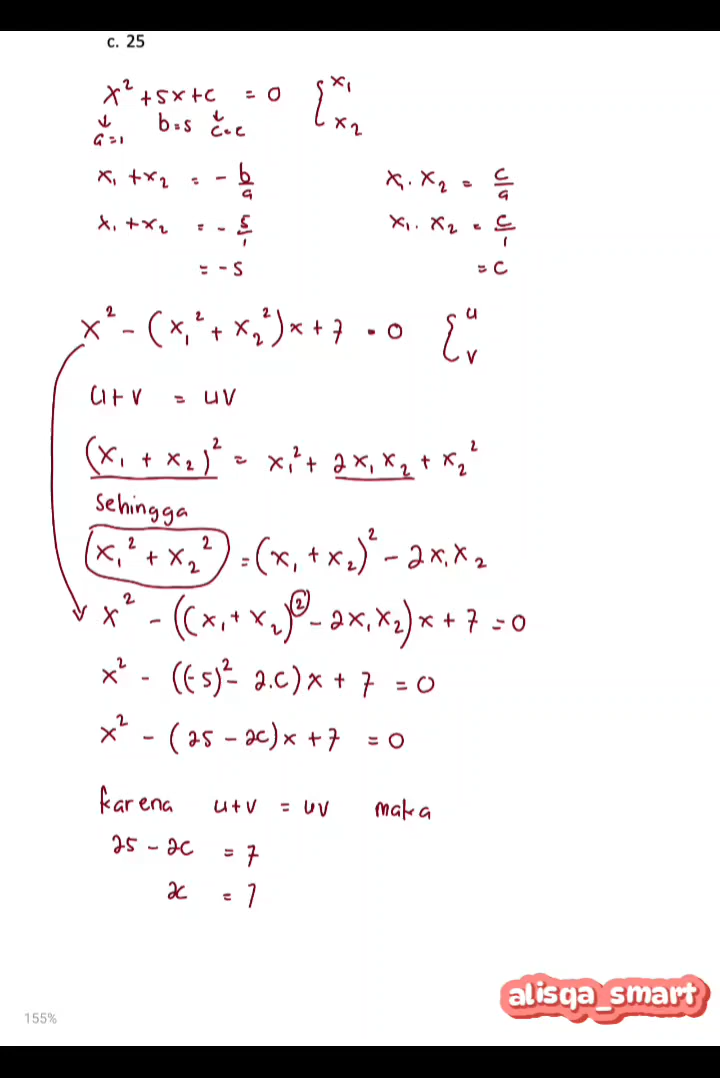 c. 25
x² + 5x + c = 0 { x₁
x₂
a = 1 b = 5 c = c
x₁ + x₂ = - b/a x₁ . x₂ = c/a
x₁ + x₂ = - 5/1 x₁ . x₂ = c/1
= -5 = c
x² - (x₁² + x₂²)x + 7 = 0 { u
v
u + v = uv
(x₁ + x₂)² = x₁² + 2x₁x₂ + x₂²
sehingga
x₁² + x₂² = (x₁ + x₂)² - 2x₁x₂
x² - ((x₁ + x₂)² - 2x₁x₂)x + 7 = 0
x² - ((-5)² - 2.c)x + 7 = 0
x² - (25 - 2c)x + 7 = 0
karena u+v = uv maka
25 - 2c = 7
2c = 7
alisqa_smart
155%